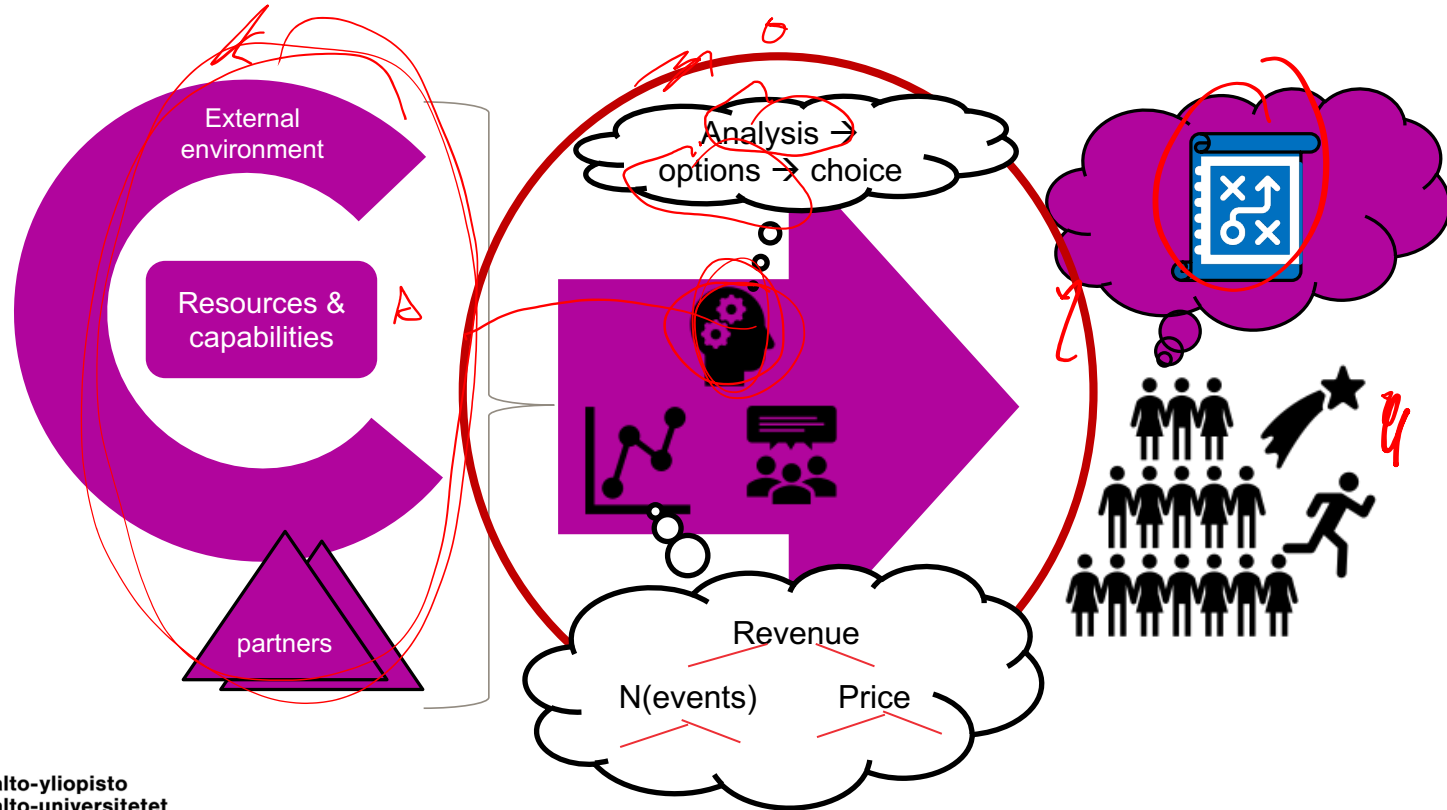 External
environment
Resources &
capabilities
partners
Analysis →
options → choice
Revenue
N(events) Price
alto-yliopisto
alto-universitetet